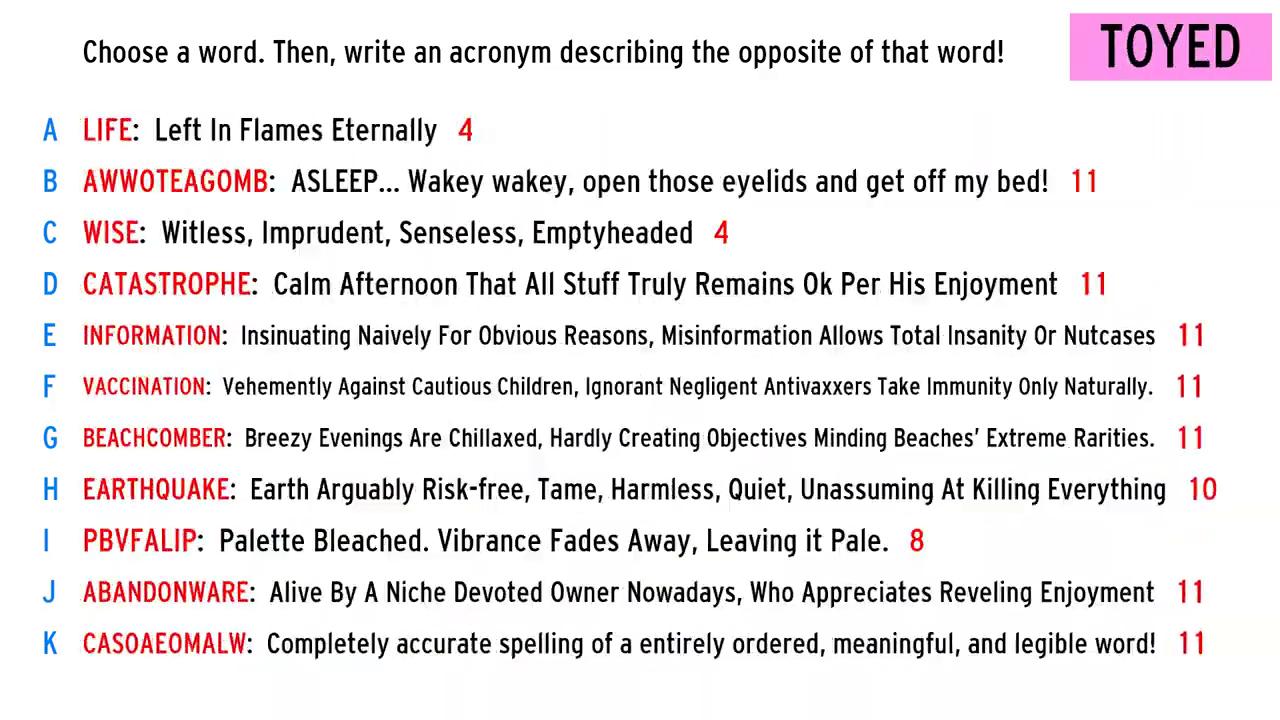 Choose a word. Then, write an acronym describing the opposite of that word!
TOYED
A LIFE: Left In Flames Eternally 4
B AWWOTEAGOMB: ASLEEP... Wakey wakey, open those eyelids and get off my bed! 11
C WISE: Witless, Imprudent, Senseless, Emptyheaded 4
D CATASTROPHE: Calm Afternoon That All Stuff Truly Remains Ok Per His Enjoyment 11
E INFORMATION: Insinuating Naively For Obvious Reasons, Misinformation Allows Total Insanity Or Nutcases 11
F VACCINATION: Vehemently Against Cautious Children, Ignorant Negligent Antivaxxers Take Immunity Only Naturally. 11
G BEACHCOMBER: Breezy Evenings Are Chillaxed, Hardly Creating Objectives Minding Beaches' Extreme Rarities. 11
H EARTHQUAKE: Earth Arguably Risk-free, Tame, Harmless, Quiet, Unassuming At Killing Everything 10
I PBVFALIP: Palette Bleached. Vibrance Fades Away, Leaving it Pale. 8
J ABANDONWARE: Alive By A Niche Devoted Owner Nowadays, Who Appreciates Reveling Enjoyment 11
K CASOAEOMALW: Completely accurate spelling of a entirely ordered, meaningful, and legible word! 11